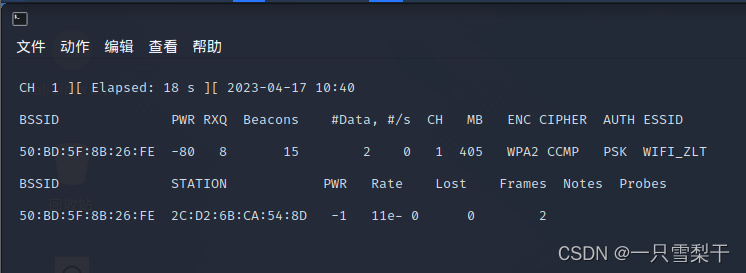 文件 动作 编辑 查看 帮助
CH 1 ][ Elapsed: 18 s ][ 2023-04-17 10:40
BSSID PWR RXQ Beacons #Data, #/s CH MB ENC CIPHER AUTH ESSID
50:BD:5F:8B:26:FE -80 8 15 2 0 1 405 WPA2 CCMP PSK WIFI_ZLT
BSSID STATION PWR Rate Lost Frames Notes Probes
50:BD:5F:8B:26:FE 2C:D2:6B:CA:54:8D -1 11e- 0 0 2
CSDN @一只雪梨干